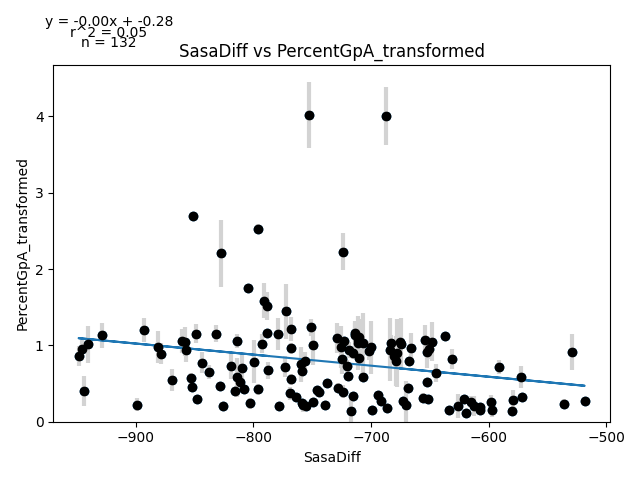 y = -0.00x + -0.28
r^2 = 0.05
n = 132
SasaDiff vs PercentGpA_transformed
PercentGpA_transformed
4
3
2
1
0
−900
−800
−700
−600
−500
SasaDiff